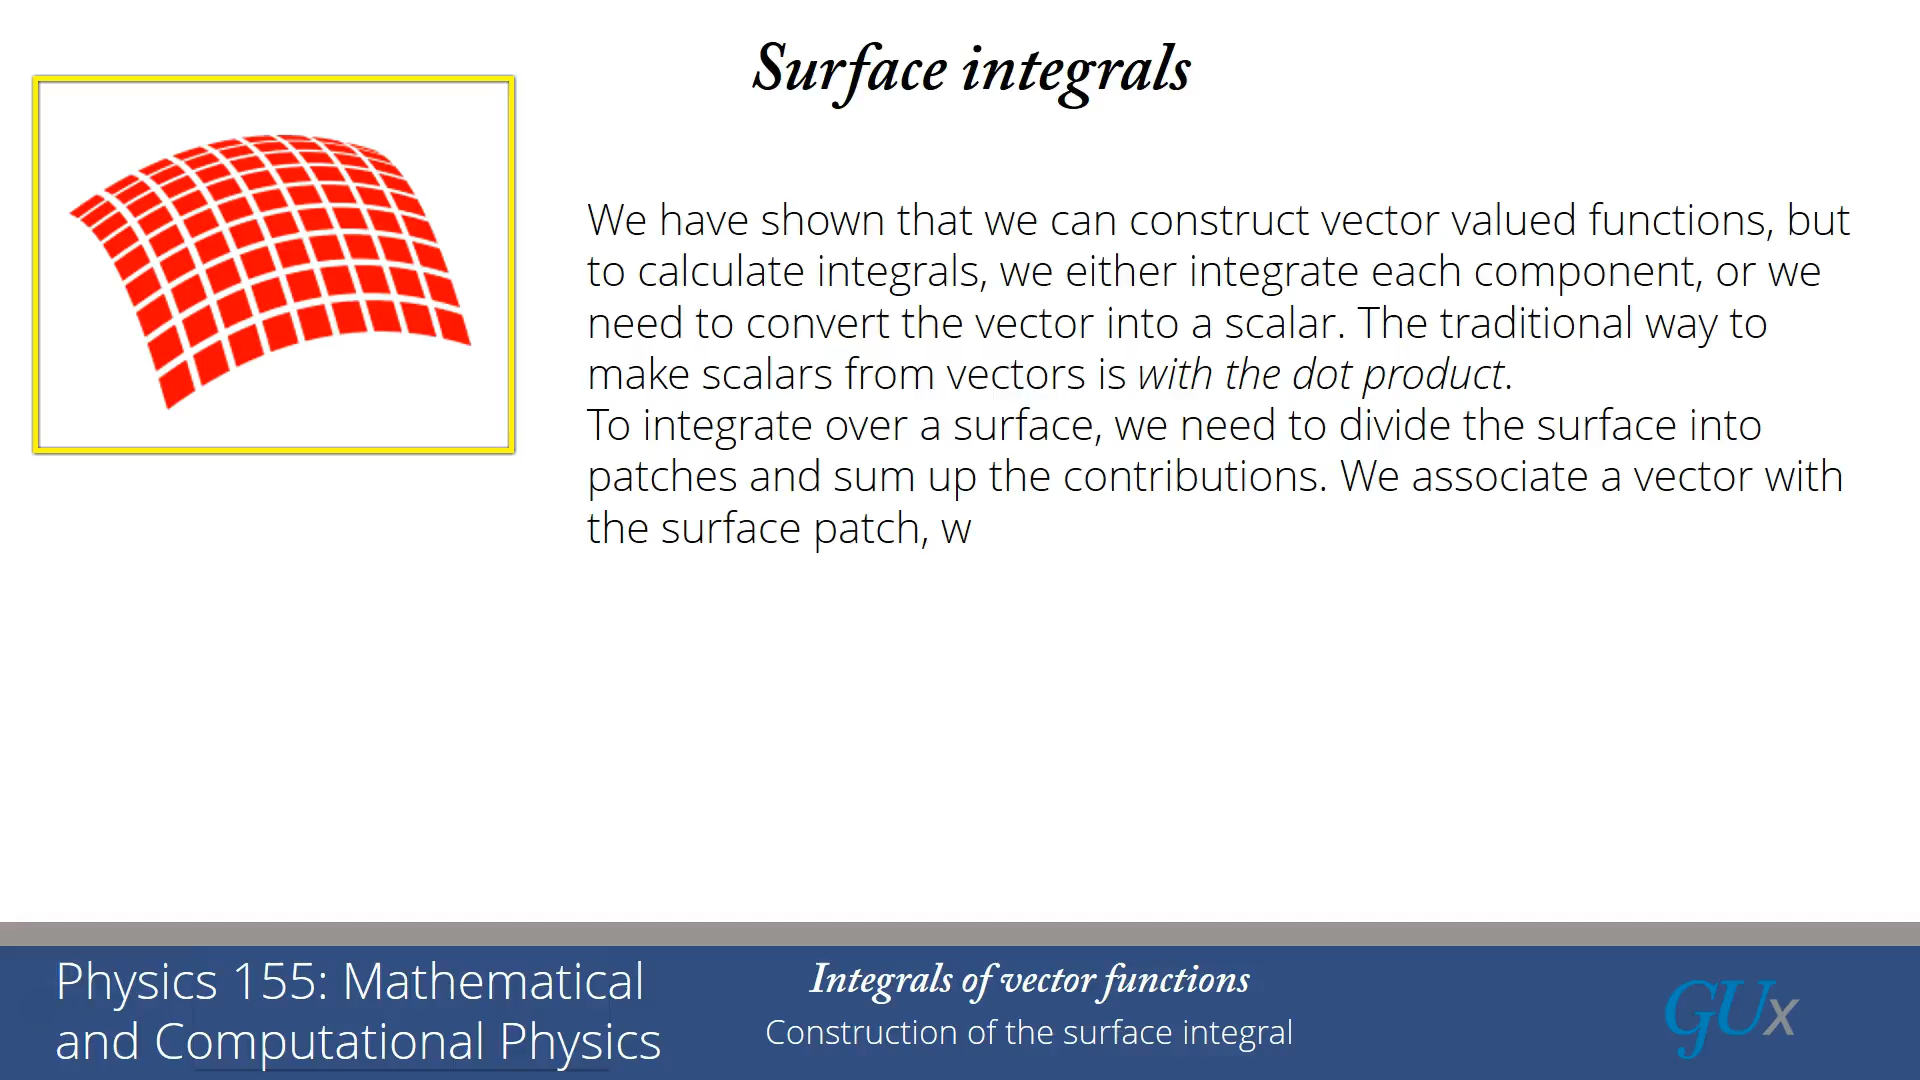 Surface integrals
We have shown that we can construct vector valued functions, but
to calculate integrals, we either integrate each component, or we
need to convert the vector into a scalar. The traditional way to
make scalars from vectors is with the dot product.
To integrate over a surface, we need to divide the surface into
patches and sum up the contributions. We associate a vector with
the surface patch, w
Physics 155: Mathematical
and Computational Physics
Integrals of vector functions
Construction of the surface integral
GUx